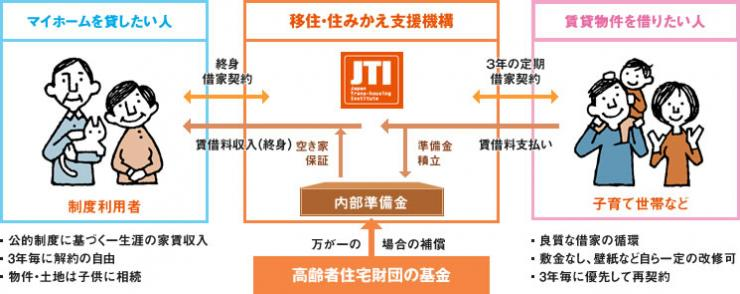 マイホームを貸したい人
制度利用者
・公的制度に基づく一生涯の家賃収入
・3年毎に解約の自由
・物件・土地は子供に相続
終身
借家契約
移住・住みかえ支援機構
JTI
Japan
Trans-housing
Institute
3年の定期
借家契約
賃借料収入(終身)
空き家
保証
準備金
積立
賃借料支払い
内部準備金
万が一の 場合の補償
高齢者住宅財団の基金
賃貸物件を借りたい人
子育て世帯など
・良質な借家の循環
・敷金なし、壁紙など自ら一定の改修可
・3年毎に優先して再契約